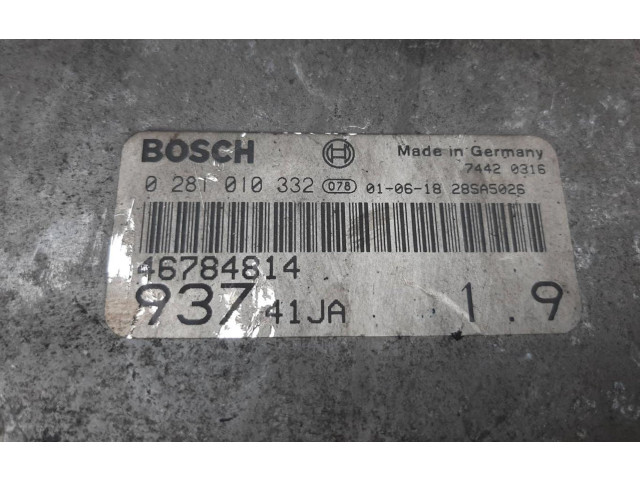 BOSCH Made in Germany
7442 0316
0 281 010 332 078 01-06-18 28SA5026
46784814
937 41JA 1.9